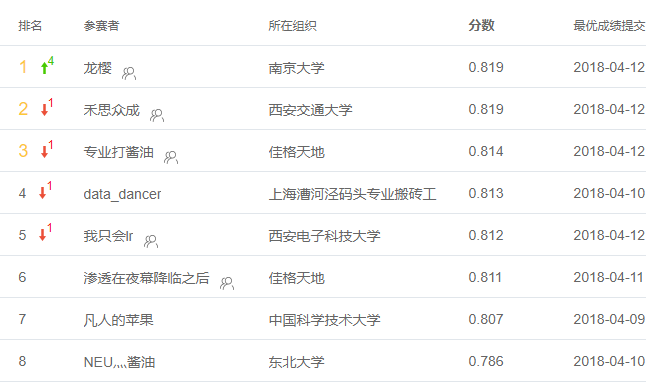 排名 参赛者 所在组织 分数 最优成绩提交
1 4 龙樱 南京大学 0.819 2018-04-12
2 1 禾思众成 西安交通大学 0.819 2018-04-12
3 1 专业打酱油 佳格天地 0.814 2018-04-12
4 1 data_dancer 上海漕河泾码头专业搬砖工 0.813 2018-04-10
5 1 我只会lr 西安电子科技大学 0.812 2018-04-12
6 渗透在夜幕降临之后 佳格天地 0.811 2018-04-11
7 凡人的苹果 中国科学技术大学 0.807 2018-04-09
8 NEU灬酱油 东北大学 0.786 2018-04-10